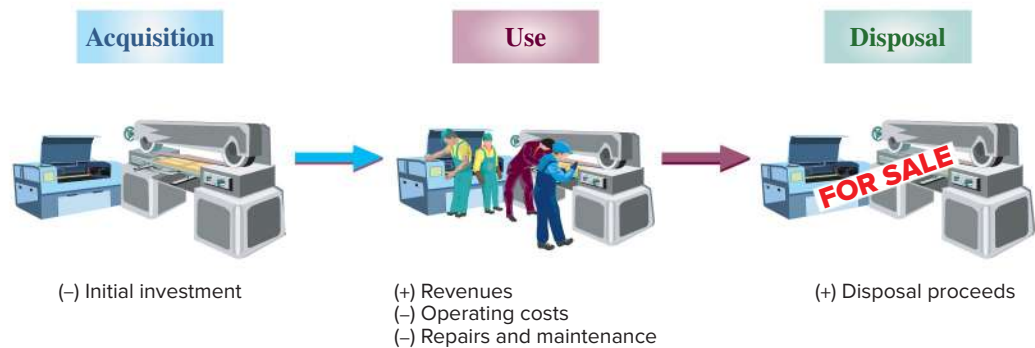 Acquisition
Use
Disposal
FOR SALE
(–) Initial investment
(+) Revenues
(–) Operating costs
(–) Repairs and maintenance
(+) Disposal proceeds